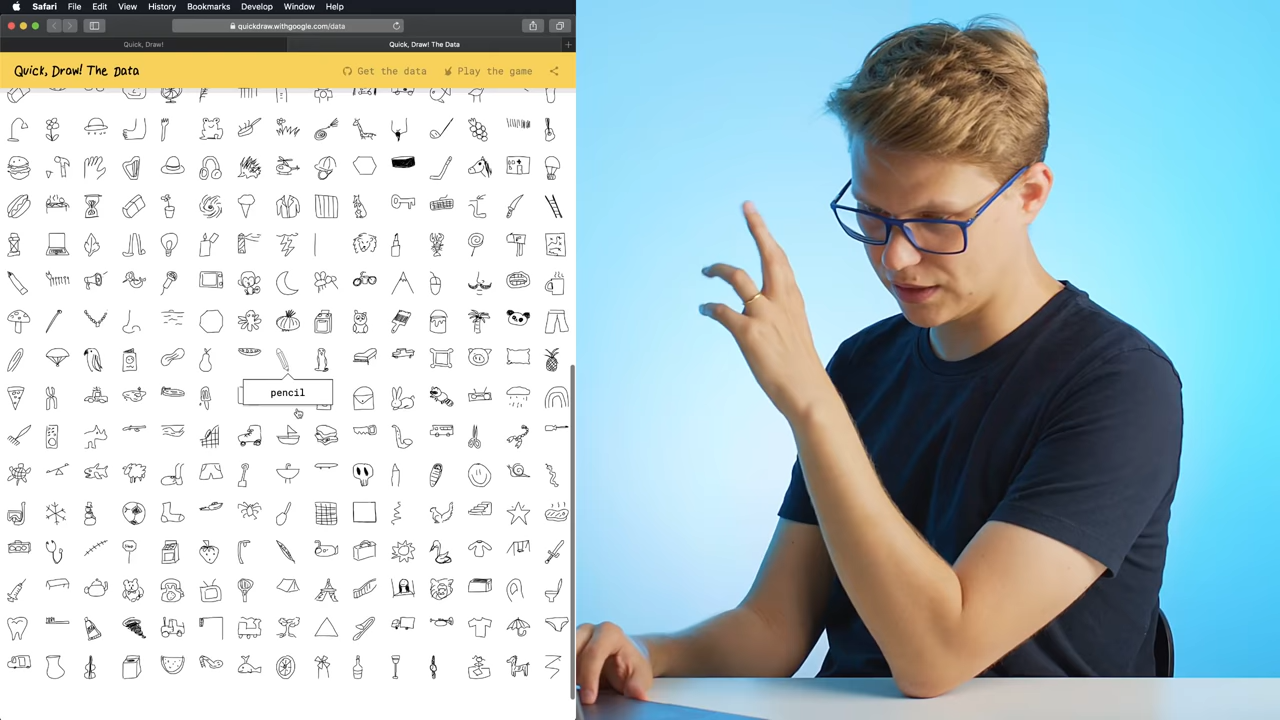 Safari File Edit View History Bookmarks Develop Window Help
quickdraw.withgoogle.com/data
Quick, Draw! Quick, Draw! The Data
Quick, Draw! The Data Get the data Play the game
pencil